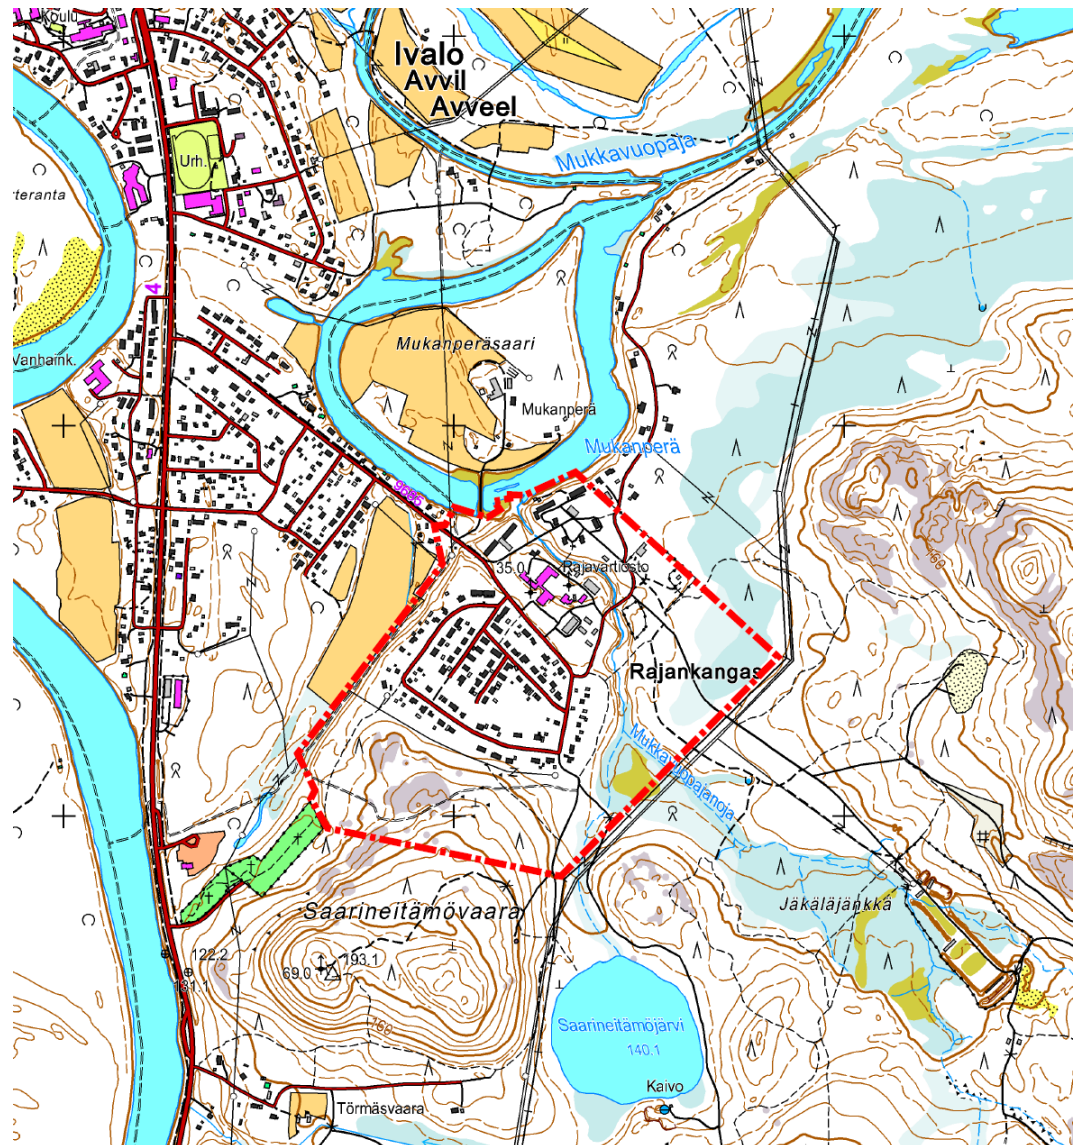 Koulu
Ivalo
Avvil
Avveel
Mukkavuopaja
Urh.
rteranta
4
Mukanperäsaari
Vanhaink.
Mukanperä
Mukanperä
9685
160
35.0
Rajavartiosto
Rajankangas
Mukkavuopajanoja
Jäkäläjänkkä
Saarineitämövaara
122.2
193.1
69.0
131.1
160
Saarineitämöjärvi
140.1
Kaivo
Törmäsvaara